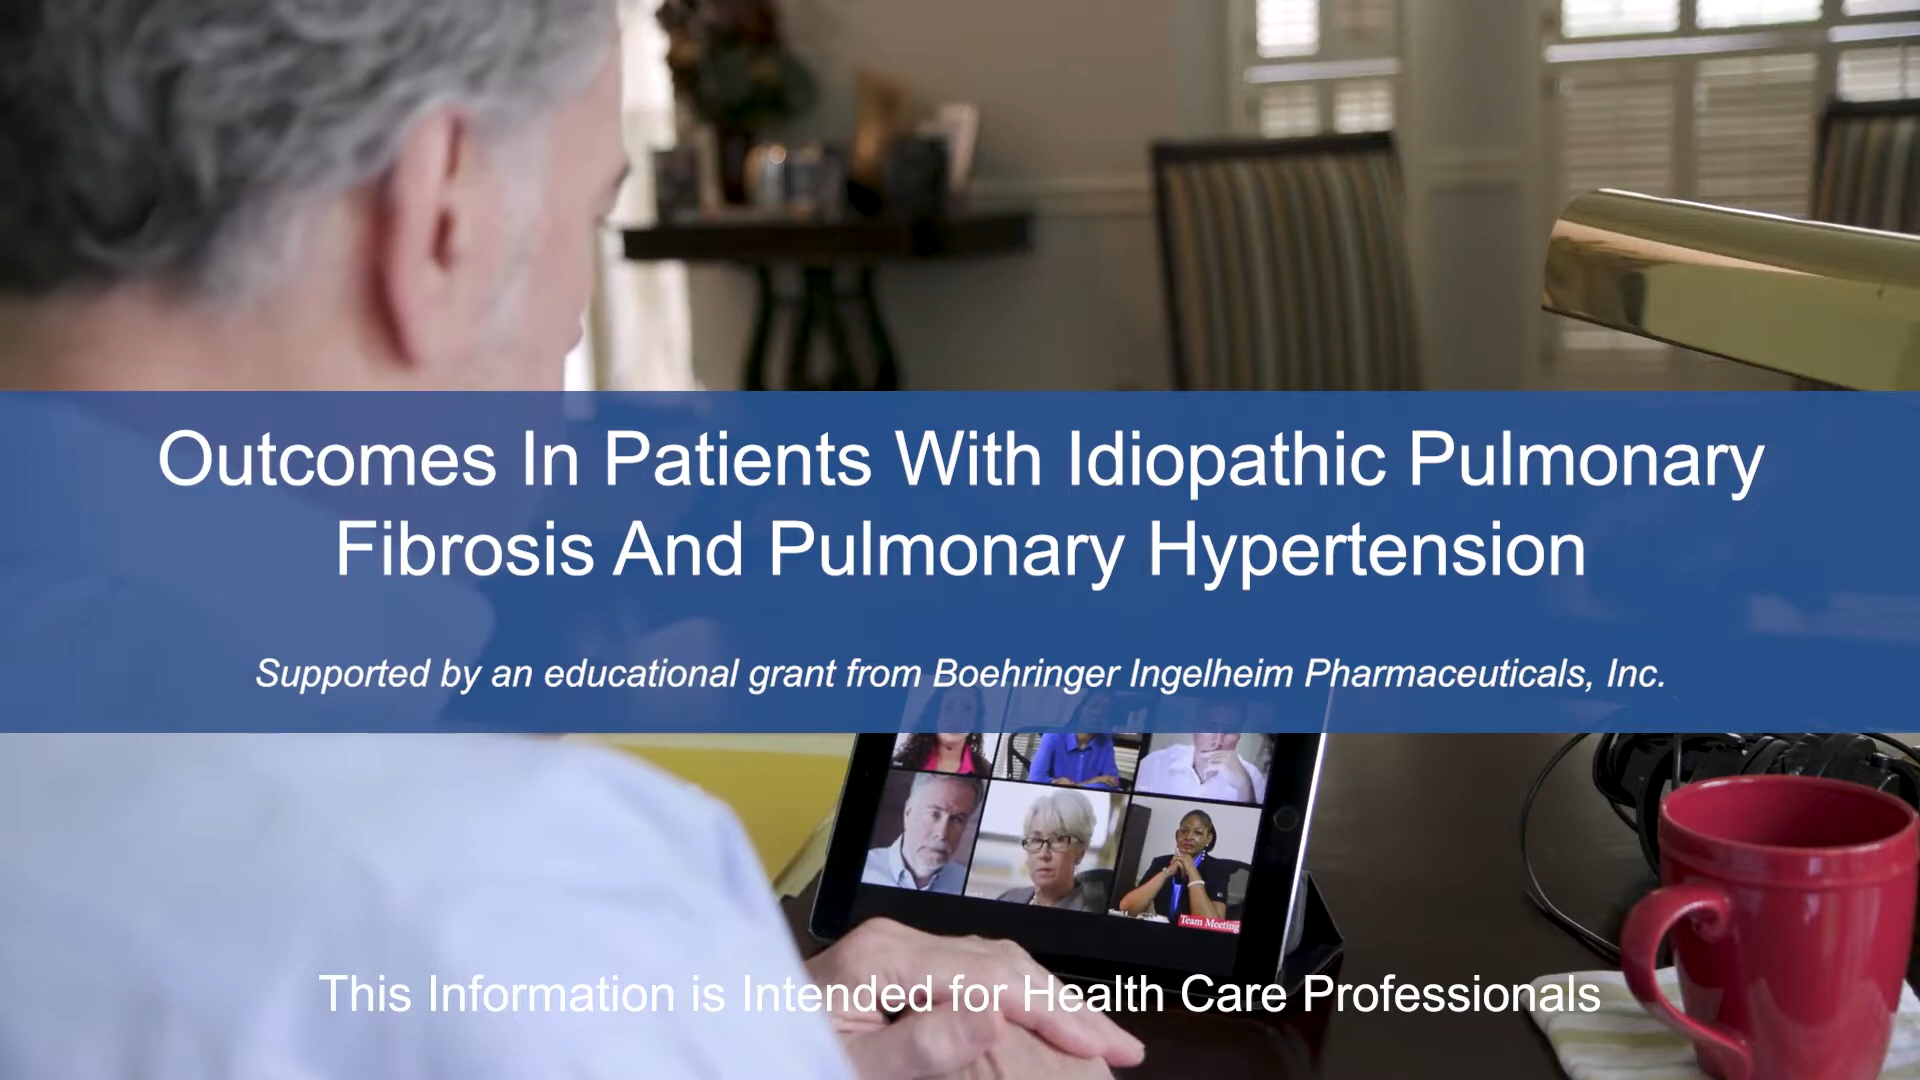 Outcomes In Patients With Idiopathic Pulmonary
Fibrosis And Pulmonary Hypertension
Supported by an educational grant from Boehringer Ingelheim Pharmaceuticals, Inc.
Team Meeting
This Information is Intended for Health Care Professionals